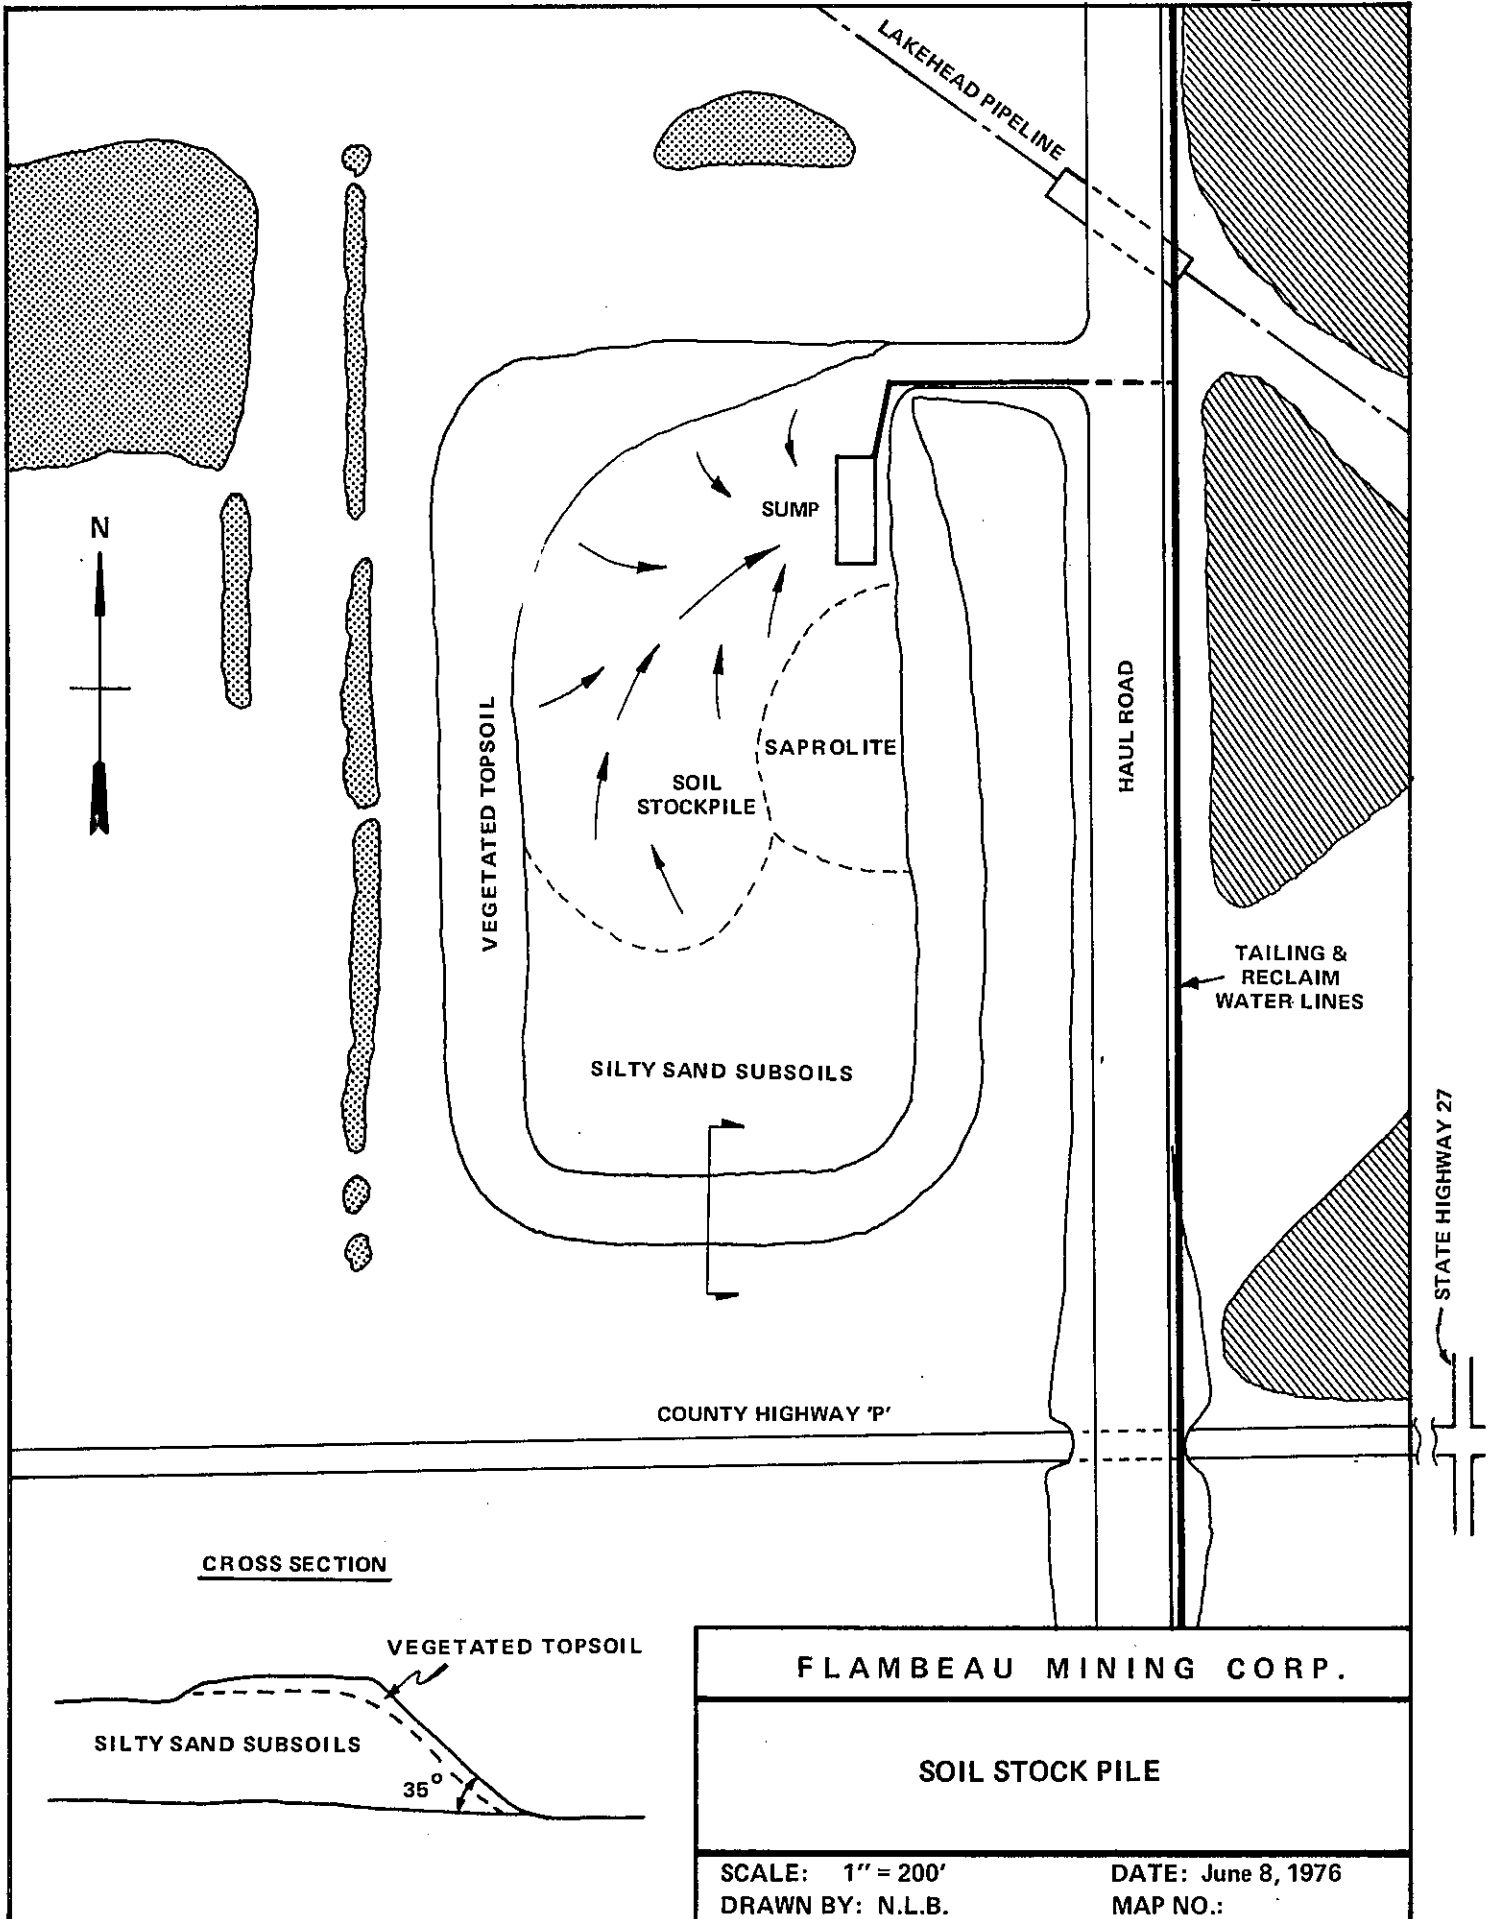 LAKEHEAD PIPELINE
N
SUMP
SAPROLITE
SOIL
STOCKPILE
VEGETATED TOPSOIL
HAUL ROAD
TAILING &
RECLAIM
WATER LINES
SILTY SAND SUBSOILS
STATE HIGHWAY 27
COUNTY HIGHWAY 'P'
CROSS SECTION
VEGETATED TOPSOIL
SILTY SAND SUBSOILS
35°
FLAMBEAU MINING CORP.
SOIL STOCK PILE
SCALE: 1" = 200'
DATE: June 8, 1976
DRAWN BY: N.L.B.
MAP NO.: